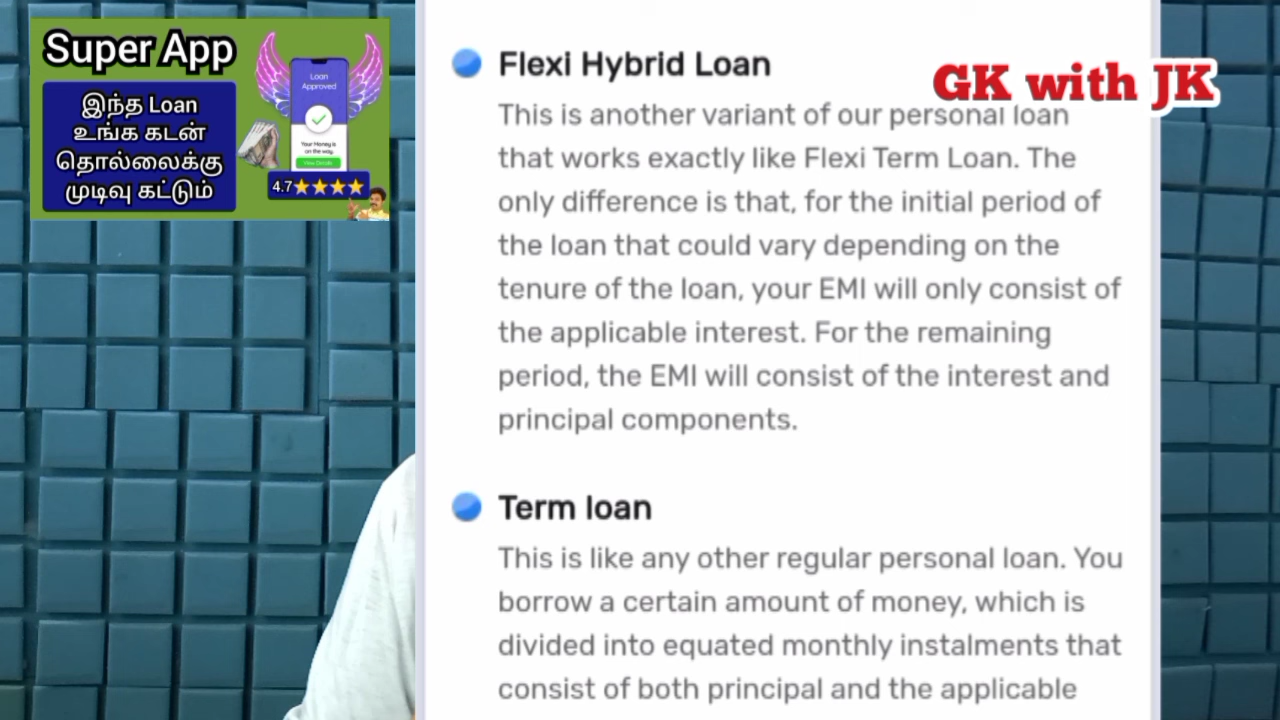 Super App
இந்த Loan
உங்க கடன்
தொல்லைக்கு
முடிவு கட்டும்
Loan
Approved
Your Money is
on the way.
View Details
4.7
GK with JK
Flexi Hybrid Loan
This is another variant of our personal loan
that works exactly like Flexi Term Loan. The
only difference is that, for the initial period of
the loan that could vary depending on the
tenure of the loan, your EMI will only consist of
the applicable interest. For the remaining
period, the EMI will consist of the interest and
principal components.
Term loan
This is like any other regular personal loan. You
borrow a certain amount of money, which is
divided into equated monthly instalments that
consist of both principal and the applicable